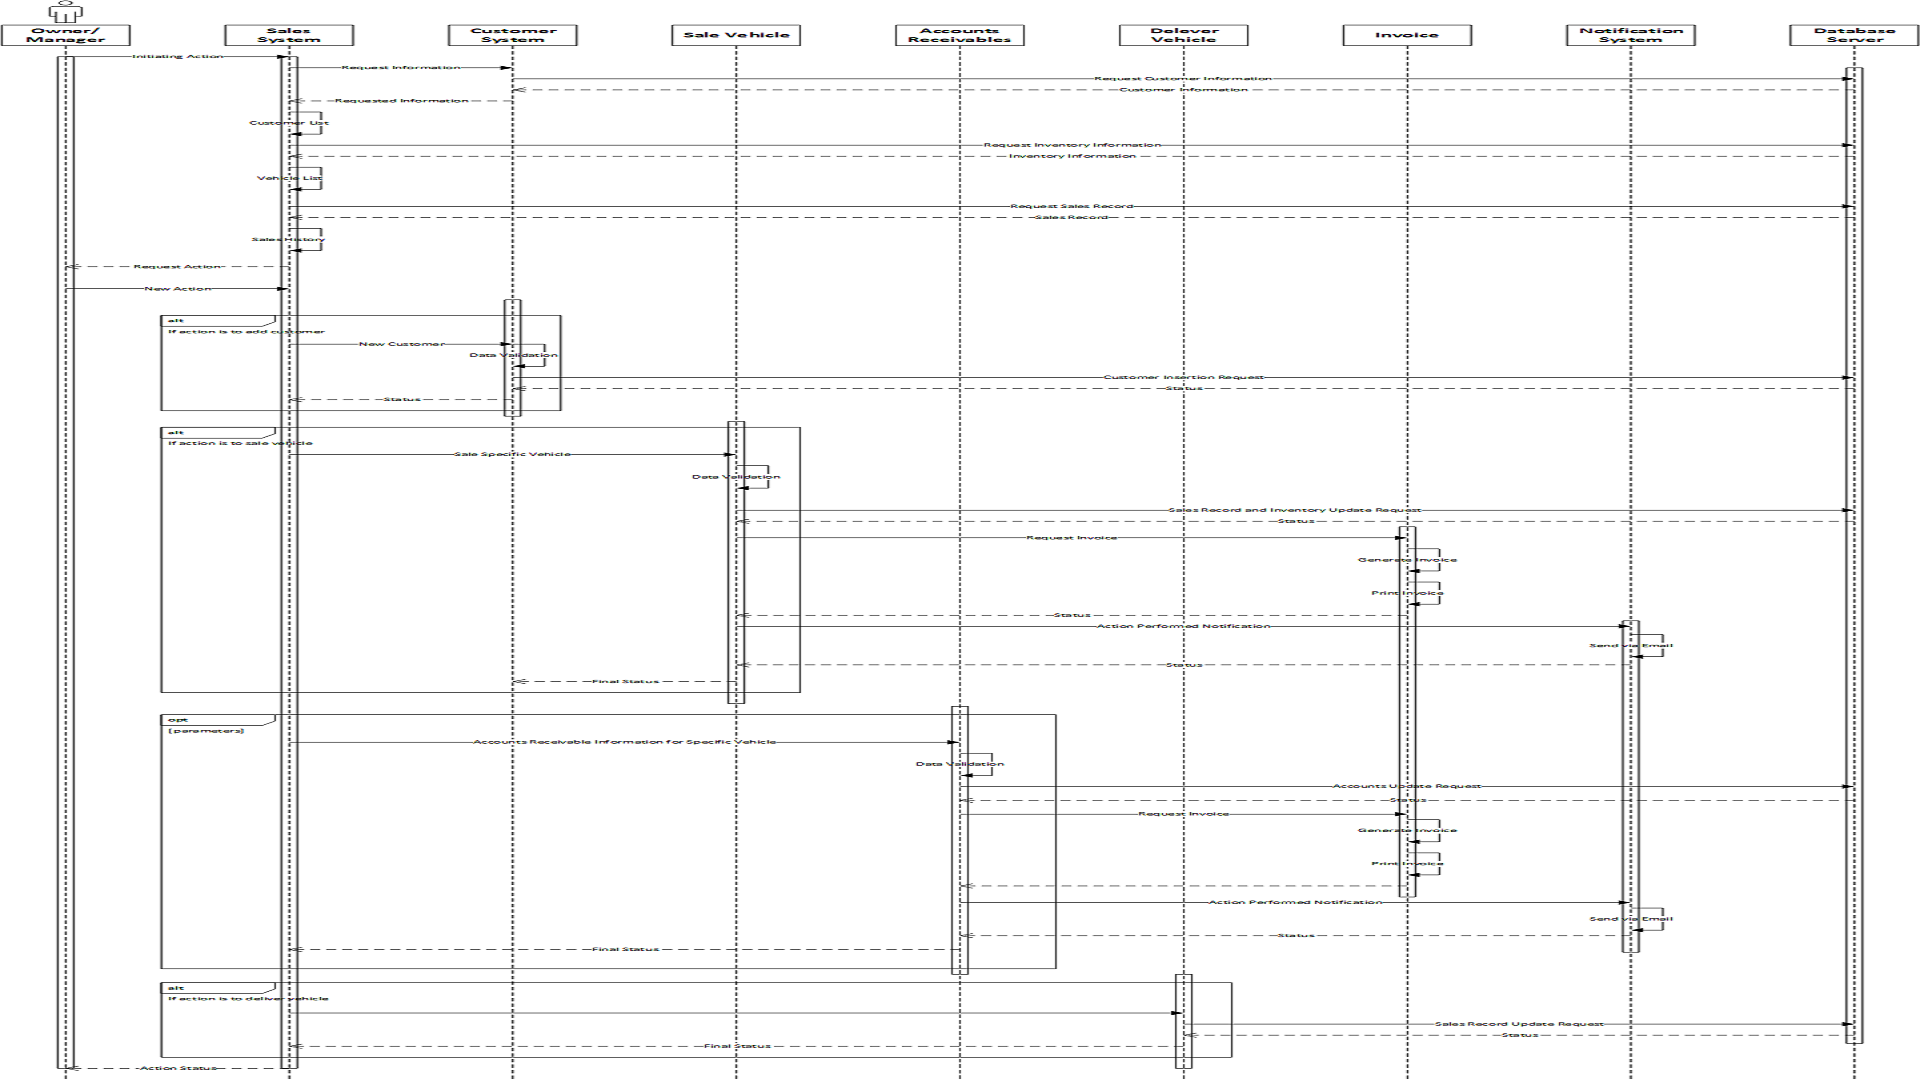 Owner/
Manager
Sales
System
Customer
System
Sale Vehicle
Accounts
Receivables
Delover
Vehicle
Invoice
Notification
System
Database
Server
Initiating Action
Request Information
Request Customer Information
Customer Information
Requested Information
Customer List
Request Inventory Information
Inventory Information
Vehicle List
Request Sales Record
Sales Record
Sales History
Request Action
New Action
alt
If action is to add customer
New Customer
Data Validation
Customer Insertion Request
Status
Status
alt
If action is to sale vehicle
Sale Specific Vehicle
Data Validation
Sales Record and Inventory Update Request
Status
Request Invoice
Generate Invoice
Print Invoice
Status
Action Performed Notification
Send via Email
Status
Final Status
opt
[parameters]
Accounts Receivable Information for Specific Vehicle
Data Validation
Accounts Update Request
Status
Request Invoice
Generate Invoice
Print Invoice
Action Performed Notification
Send via Email
Status
Final Status
alt
If action is to deliver vehicle
Sales Record Update Request
Status
Final Status
Action Status